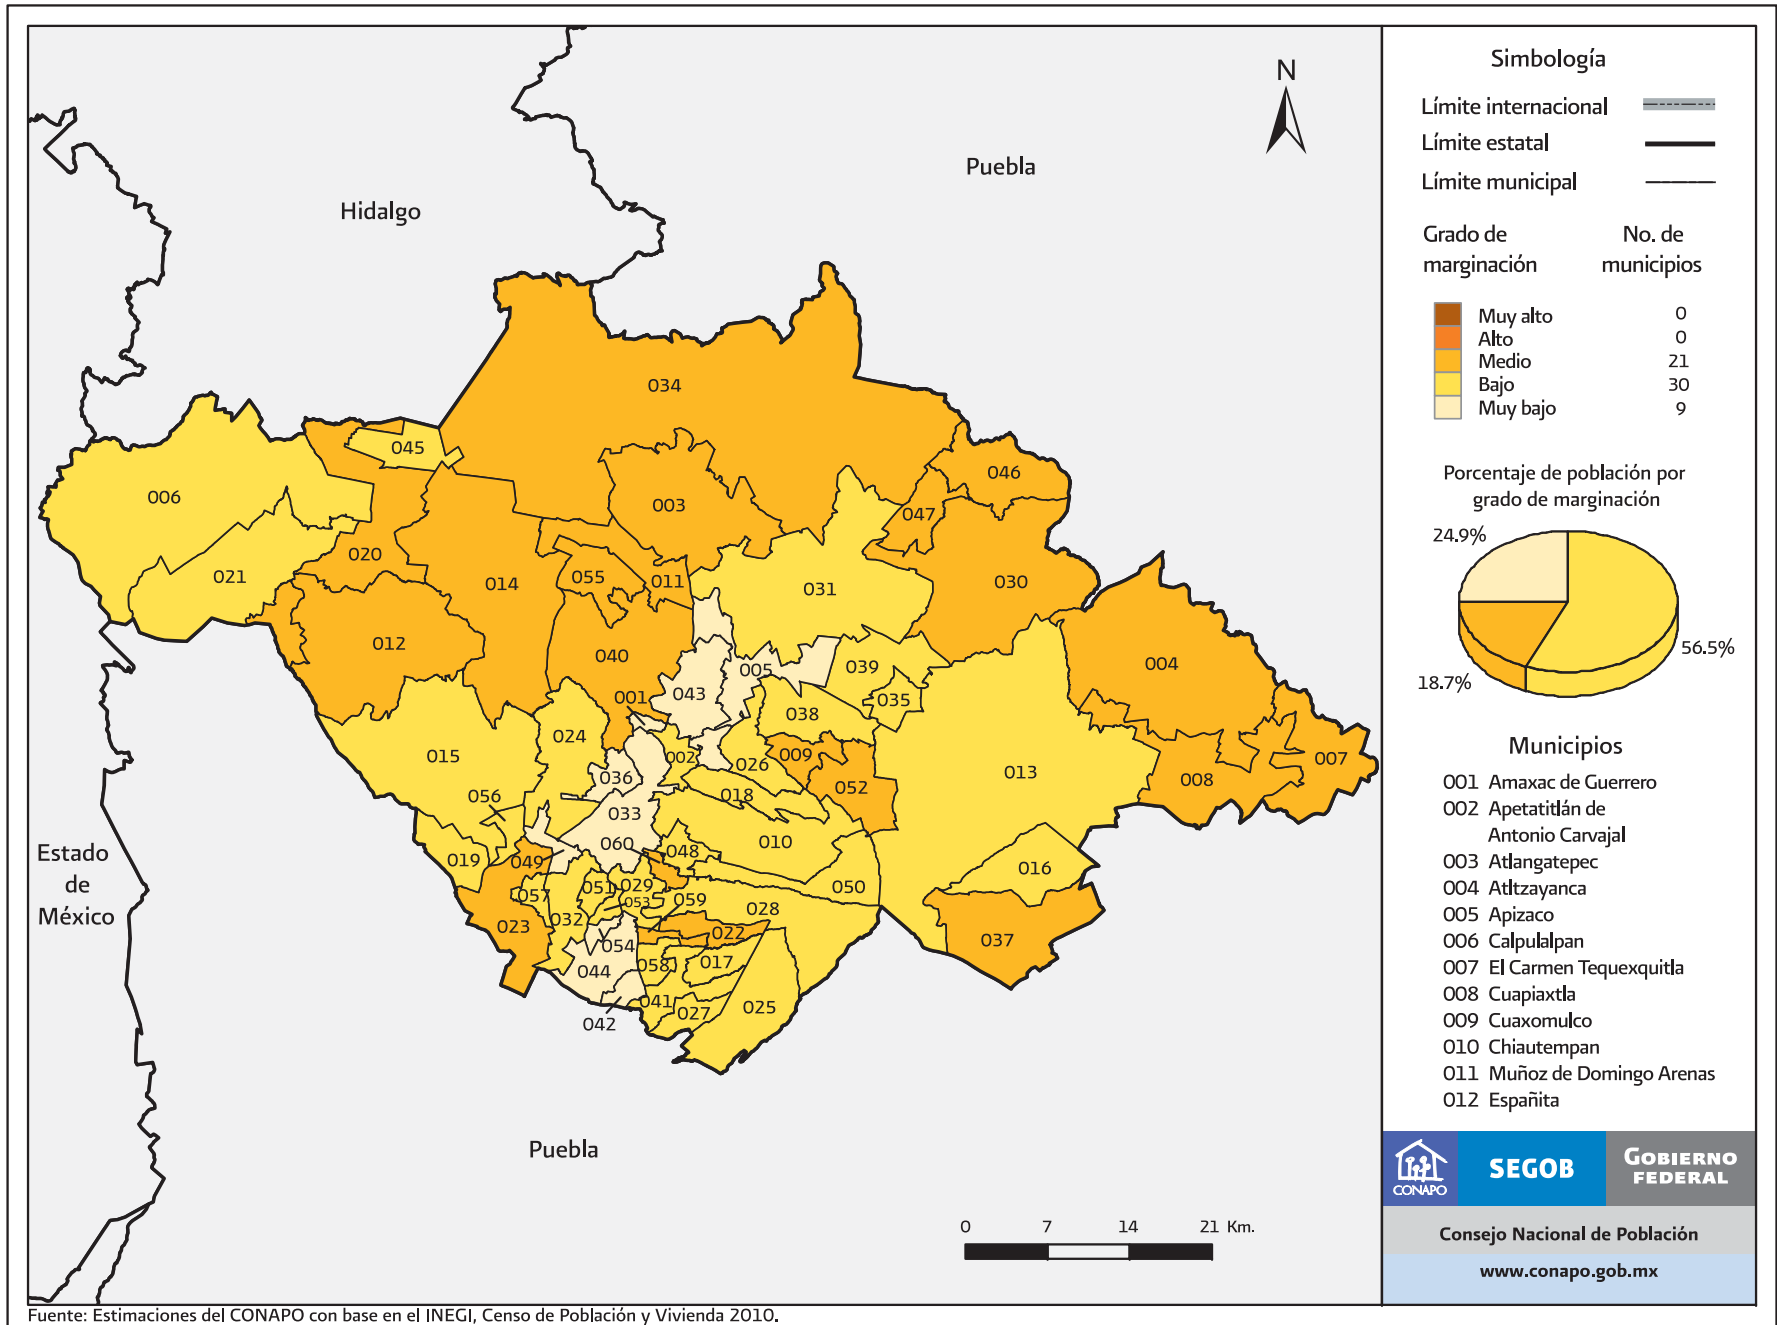 Hidalgo
Puebla
N
034
045
046
006
003
047
020
021
014
055
011
031
030
012
040
005
039
004
043
001
035
038
024
015
002
009
026
013
007
036
008
052
018
056
033
010
Estado
de
México
060
048
019
049
016
050
051
029
057
053
059
028
032
023
022
037
054
044
058
017
041
027
025
042
Puebla
0 7 14 21 Km.
Simbología
Límite internacional
Límite estatal
Límite municipal
Grado de marginación
No. de municipios
Muy alto 0
Alto 0
Medio 21
Bajo 30
Muy bajo 9
Porcentaje de población por
grado de marginación
24.9%
56.5%
18.7%
Municipios
001 Amaxac de Guerrero
002 Apetatitlán de
Antonio Carvajal
003 Atlangatepec
004 Atltzayanca
005 Apizaco
006 Calpulalpan
007 El Carmen Tequexquitla
008 Cuapiaxtla
009 Cuaxomulco
010 Chiautempan
011 Muñoz de Domingo Arenas
012 Españita
CONAPO
SEGOB
GOBIERNO
FEDERAL
Consejo Nacional de Población
www.conapo.gob.mx
Fuente: Estimaciones del CONAPO con base en el INEGI, Censo de Población y Vivienda 2010.